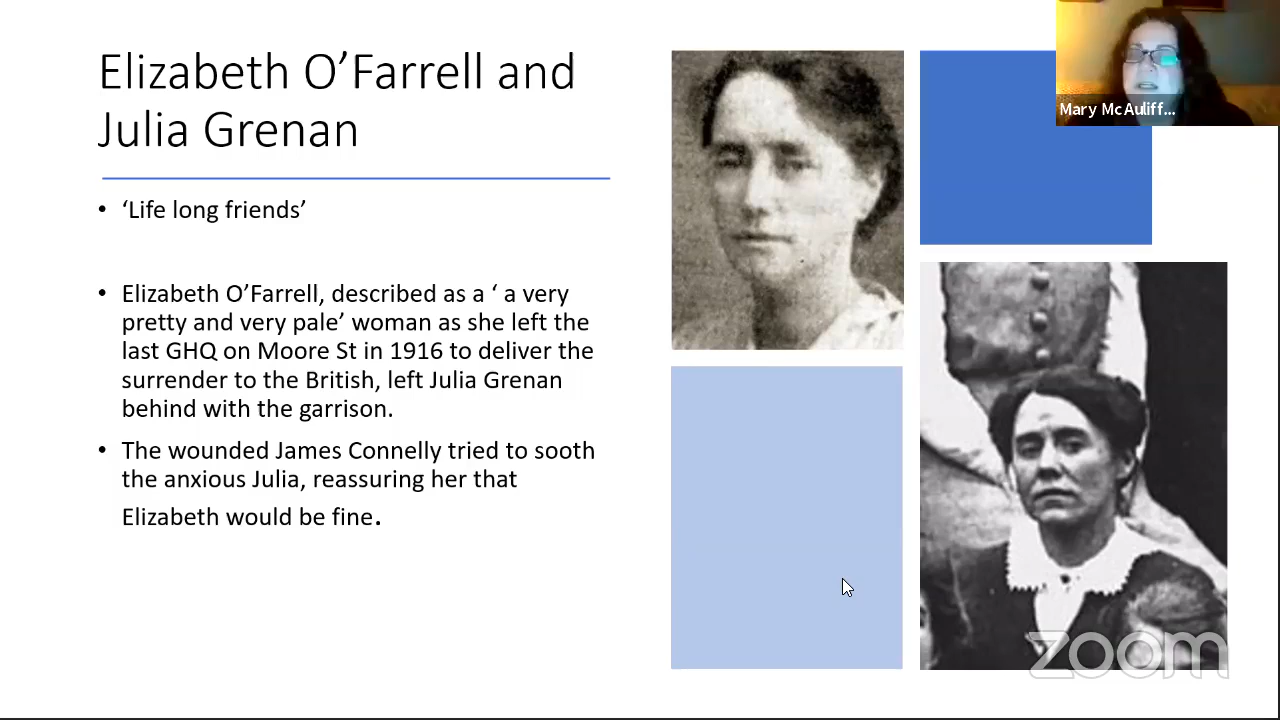 Elizabeth O’Farrell and
Julia Grenan
• ‘Life long friends’
• Elizabeth O’Farrell, described as a ‘ a very
pretty and very pale’ woman as she left the
last GHQ on Moore St in 1916 to deliver the
surrender to the British, left Julia Grenan
behind with the garrison.
• The wounded James Connelly tried to sooth
the anxious Julia, reassuring her that
Elizabeth would be fine.
Mary McAuliff...
zoom